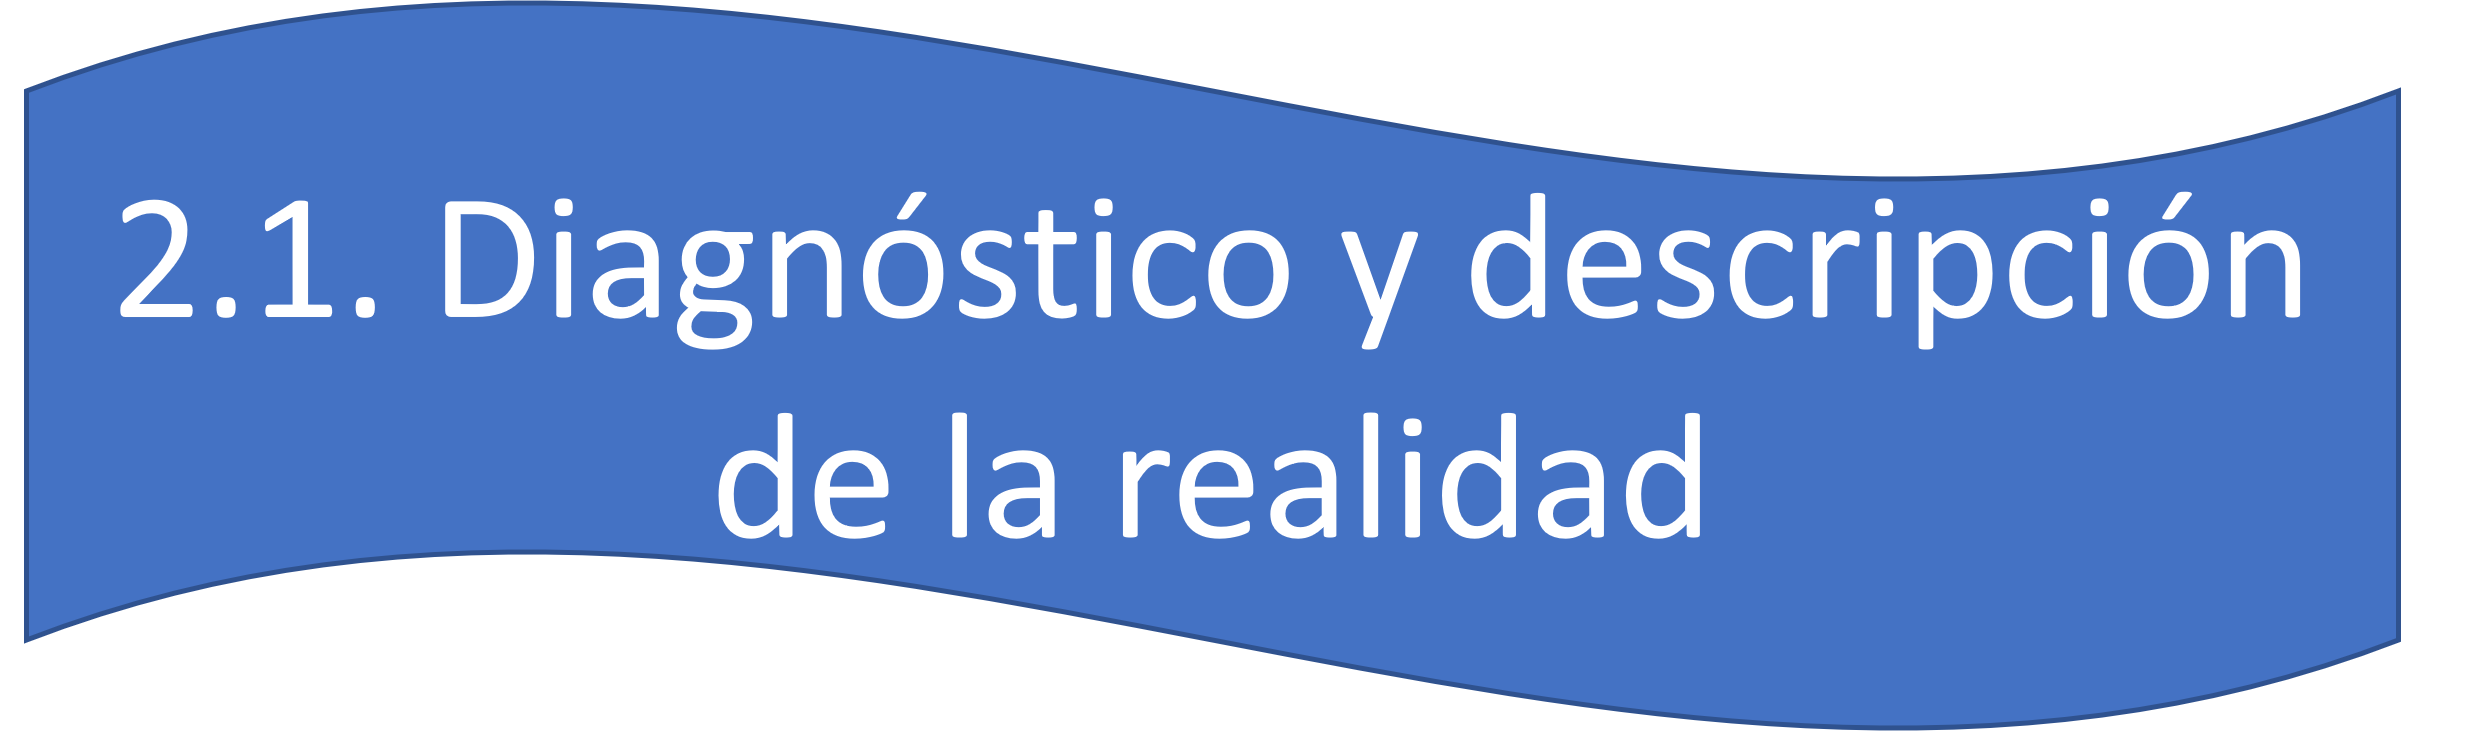 2.1. Diagnóstico y descripción
de la realidad